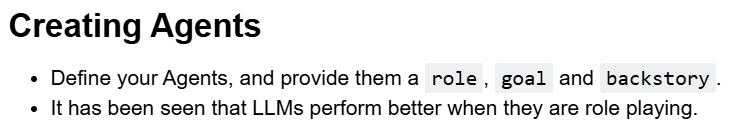 Creating Agents
• Define your Agents, and provide them a role, goal and backstory.
• It has been seen that LLMs perform better when they are role playing.